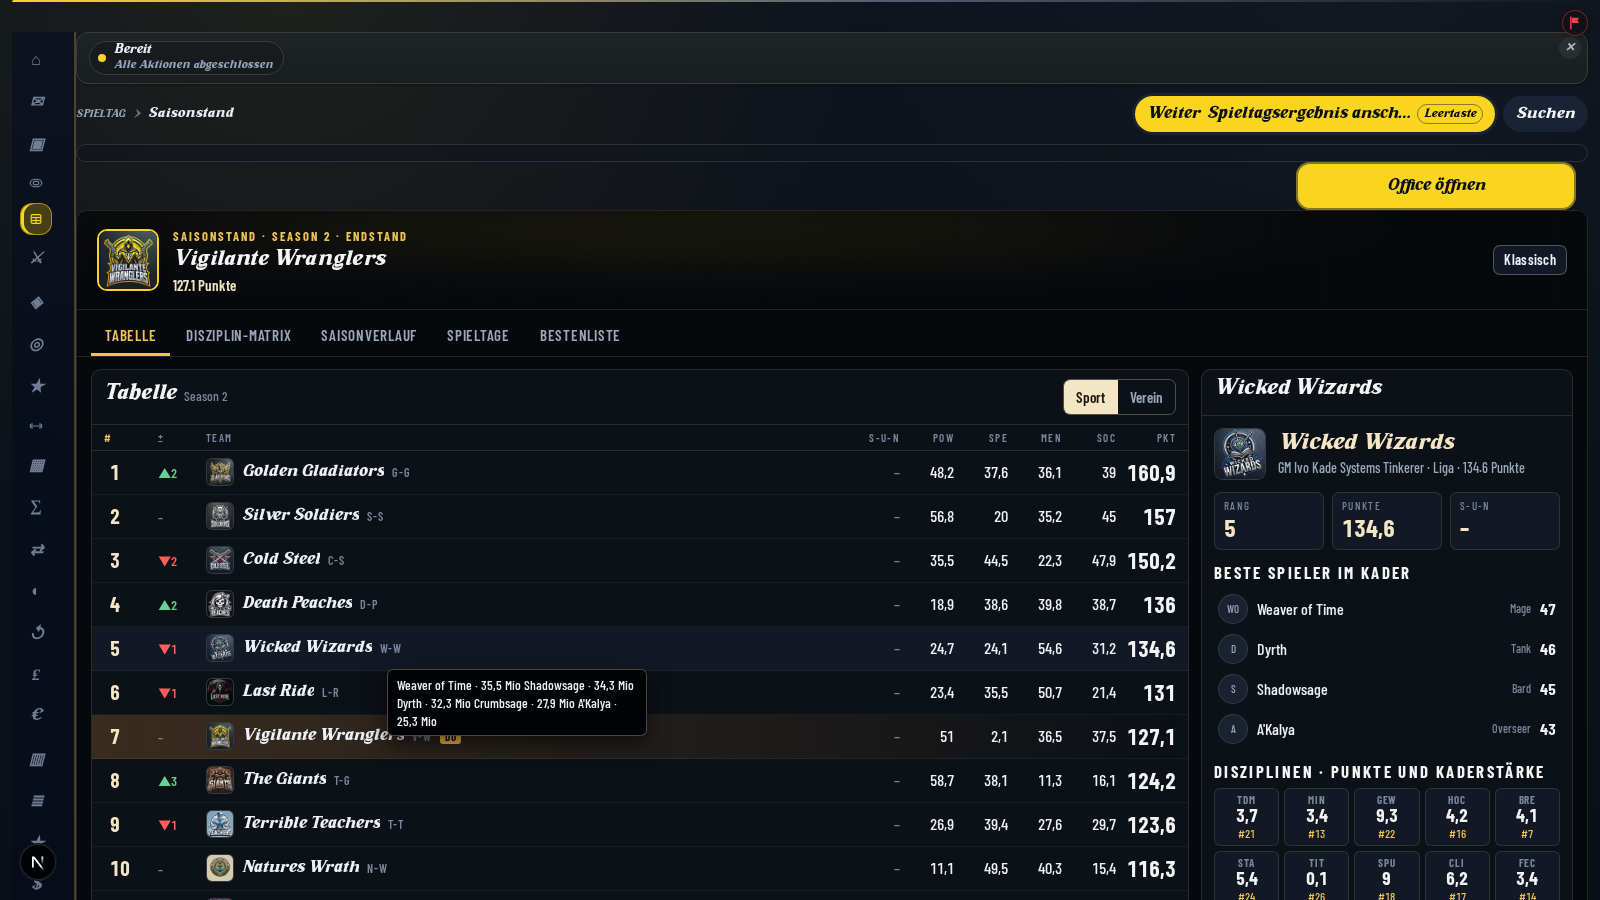 Bereit
Alle Aktionen abgeschlossen
SPIELTAG > Saisonstand
Weiter Spieltagsergebnis ansch... Leertaste
Suchen
Office öffnen
SAISONSTAND · SEASON 2 · ENDSTAND
Vigilante Wranglers
127.1 Punkte
Klassisch
TABELLE DISZIPLIN-MATRIX SAISONVERLAUF SPIELTAGE BESTENLISTE
Tabelle Season 2
Sport Verein
# ± TEAM S-U-N POW SPE MEN SOC PKT
1 ▲2 Golden Gladiators G-G – 48,2 37,6 36,1 39 160,9
2 - Silver Soldiers S-S – 56,8 20 35,2 45 157
3 ▼2 Cold Steel C-S – 35,5 44,5 22,3 47,9 150,2
4 ▲2 Death Peaches D-P – 18,9 38,6 39,8 38,7 136
5 ▼1 Wicked Wizards W-W – 24,7 24,1 54,6 31,2 134,6
6 ▼1 Last Ride L-R – 23,4 35,5 50,7 21,4 131
Weaver of Time · 35,5 Mio Shadowsage · 34,3 Mio
Dyrth · 32,3 Mio Crumbsage · 27,9 Mio A'Kalya ·
25,3 Mio
7 - Vigilante Wranglers – 51 2,1 36,5 37,5 127,1
8 ▲3 The Giants T-G – 58,7 38,1 11,3 16,1 124,2
9 ▼1 Terrible Teachers T-T – 26,9 39,4 27,6 29,7 123,6
10 - Natures Wrath N-W – 11,1 49,5 40,3 15,4 116,3
Wicked Wizards
Wicked Wizards
GM Ivo Kade Systems Tinkerer · Liga · 134.6 Punkte
RANG PUNKTE S-U-N
5 134,6 –
BESTE SPIELER IM KADER
WO Weaver of Time Mage 47
D Dyrth Tank 46
S Shadowsage Bard 45
A A'Kalya Overseer 43
DISZIPLINEN · PUNKTE UND KADERSTÄRKE
TDM MIN GEW HOC BRE
3,7 3,4 9,3 4,2 4,1
#21 #13 #22 #16 #7
STA TIT SPU CLI FEC
5,4 0,1 9 6,2 3,4
#24 #26 #18 #17 #14